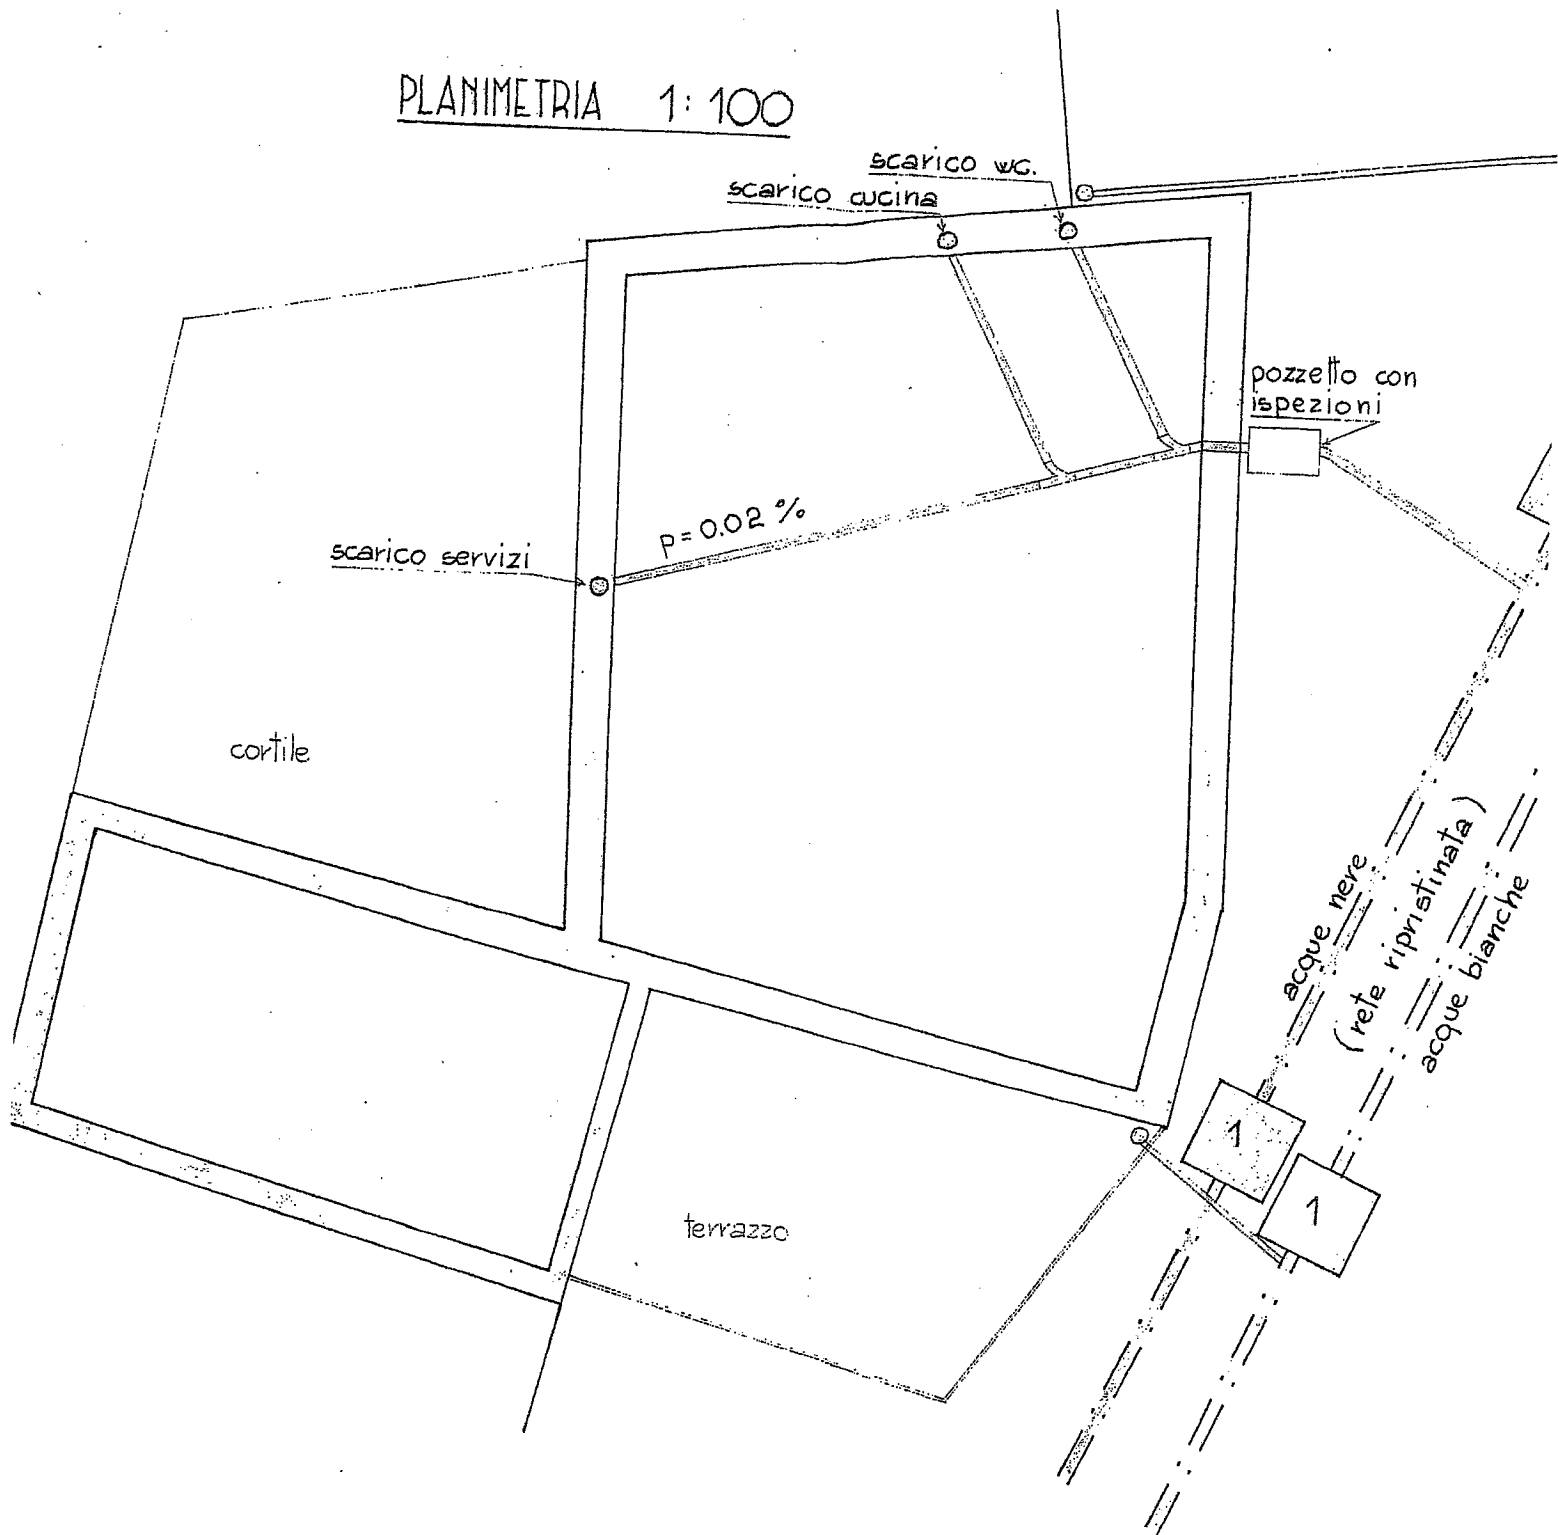 PLANIMETRIA 1:100
scarico wc.
scarico cucina
pozzetto con
ispezioni
p=0.02 %
scarico servizi
cortile
acque nere
(rete ripristinata)
acque bianche
1
1
terrazzo